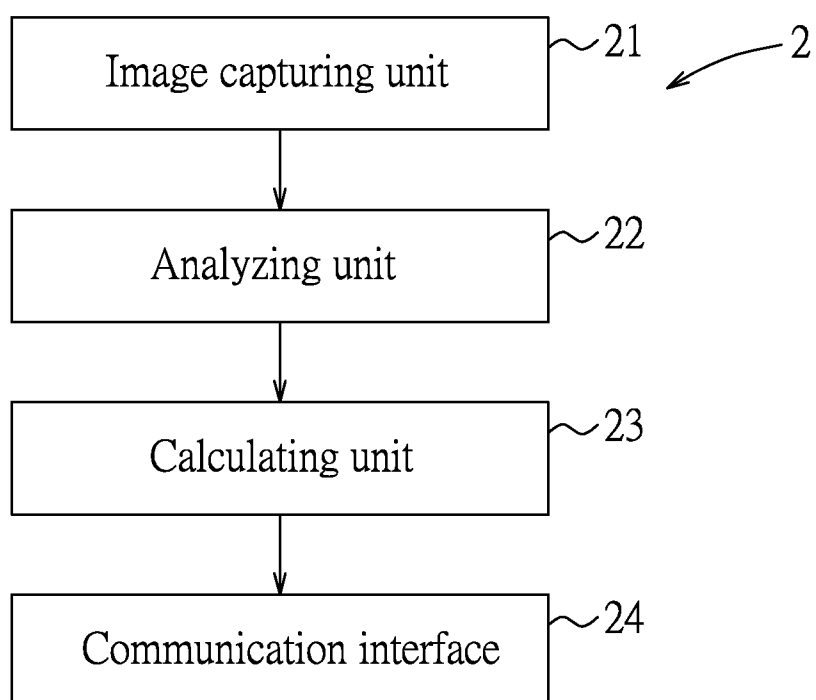 Image capturing unit
21
2
Analyzing unit
22
Calculating unit
23
Communication interface
24